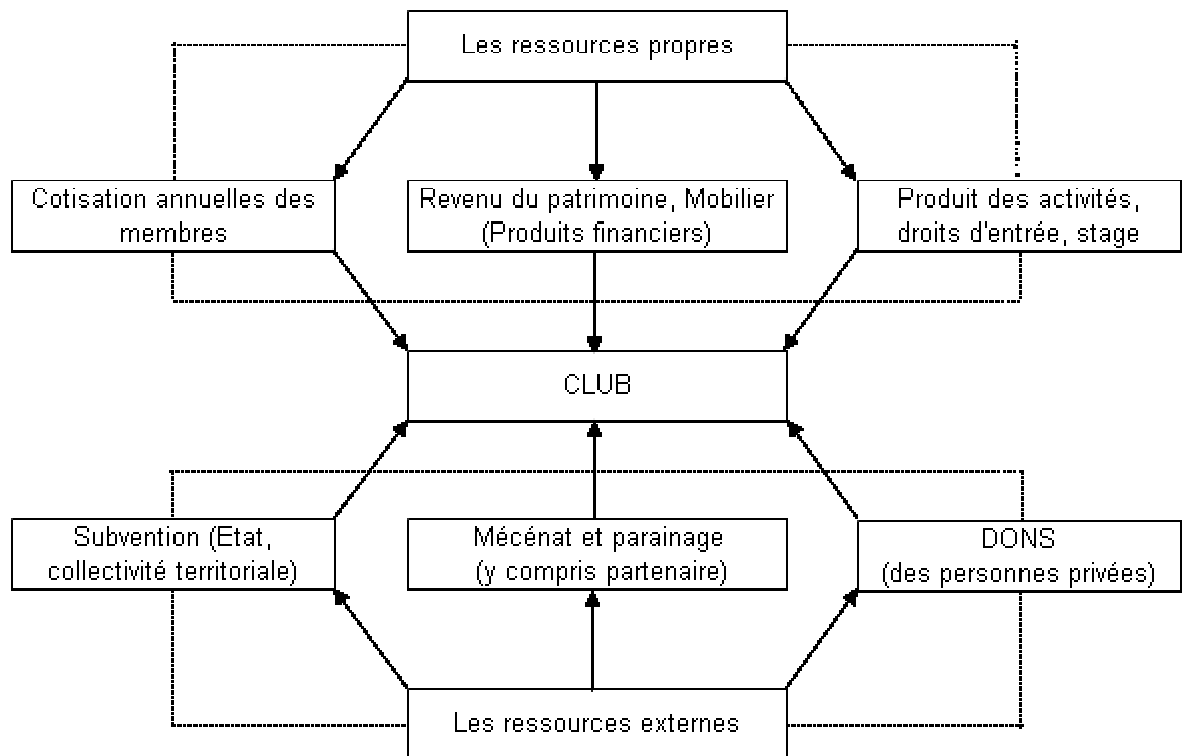 Les ressources propres
Cotisation annuelles des
membres
Revenu du patrimoine, Mobilier
(Produits financiers)
Produit des activités,
droits d'entrée, stage
CLUB
Subvention (Etat,
collectivité territoriale)
Mécénat et parainage
(y compris partenaire)
DONS
(des personnes privées)
Les ressources externes